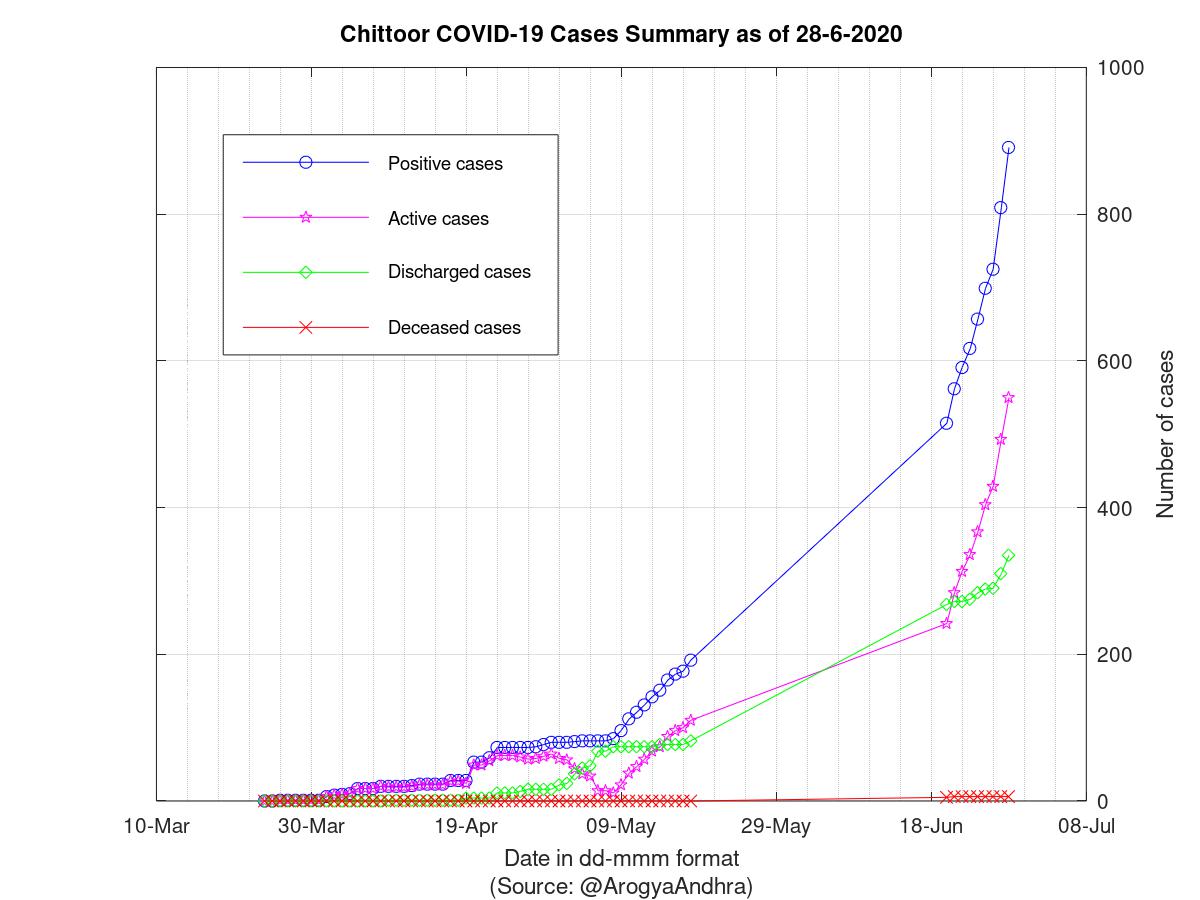 Chittoor COVID-19 Cases Summary as of 28-6-2020
Positive cases
Active cases
Discharged cases
Deceased cases
1000
800
600
400
200
0
Number of cases
10-Mar 30-Mar 19-Apr 09-May 29-May 18-Jun 08-Jul
Date in dd-mmm format
(Source: @ArogyaAndhra)